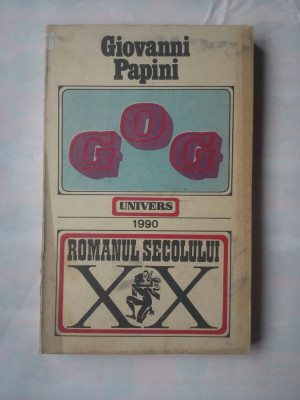 Giovanni
Papini
GOG
UNIVERS
1990
ROMANUL SECOLULUI
XX